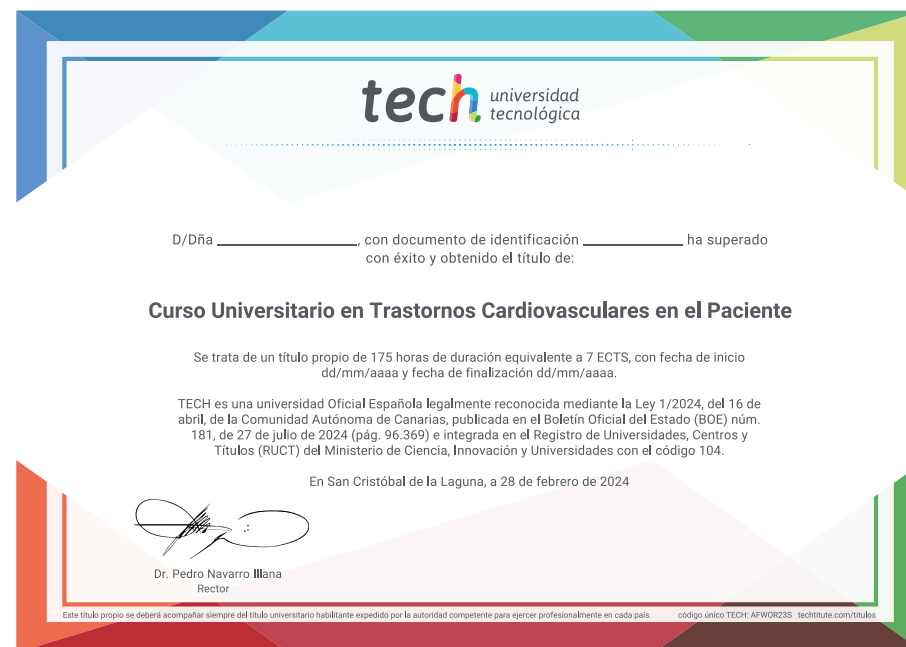 tech universidad
tecnológica
D/Dña ____________________, con documento de identificación ______________ ha superado
con éxito y obtenido el título de:
Curso Universitario en Trastornos Cardiovasculares en el Paciente
Se trata de un título propio de 175 horas de duración equivalente a 7 ECTS, con fecha de inicio
dd/mm/aaaa y fecha de finalización dd/mm/aaaa.
TECH es una universidad Oficial Española legalmente reconocida mediante la Ley 1/2024, del 16 de
abril, de la Comunidad Autónoma de Canarias, publicada en el Boletín Oficial del Estado (BOE) núm.
181, de 27 de julio de 2024 (pág. 96.369) e integrada en el Registro de Universidades, Centros y
Títulos (RUCT) del Ministerio de Ciencia, Innovación y Universidades con el código 104.
En San Cristóbal de la Laguna, a 28 de febrero de 2024
Dr. Pedro Navarro Illana
Rector
Este título propio se deberá acompañar siempre del título universitario habilitante expedido por la autoridad competente para ejercer profesionalmente en cada país. código único TECH: AFWOR23S techtitute.com/titulos